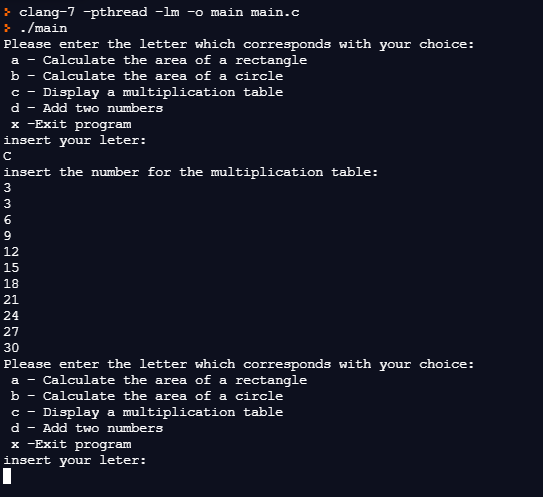 clang-7 -pthread -lm -o main main.c
./main
Please enter the letter which corresponds with your choice:
a - Calculate the area of a rectangle
b - Calculate the area of a circle
c - Display a multiplication table
d - Add two numbers
x -Exit program
insert your leter:
C
insert the number for the multiplication table:
3
3
6
9
12
15
18
21
24
27
30
Please enter the letter which corresponds with your choice:
a - Calculate the area of a rectangle
b - Calculate the area of a circle
c - Display a multiplication table
d - Add two numbers
x -Exit program
insert your leter: